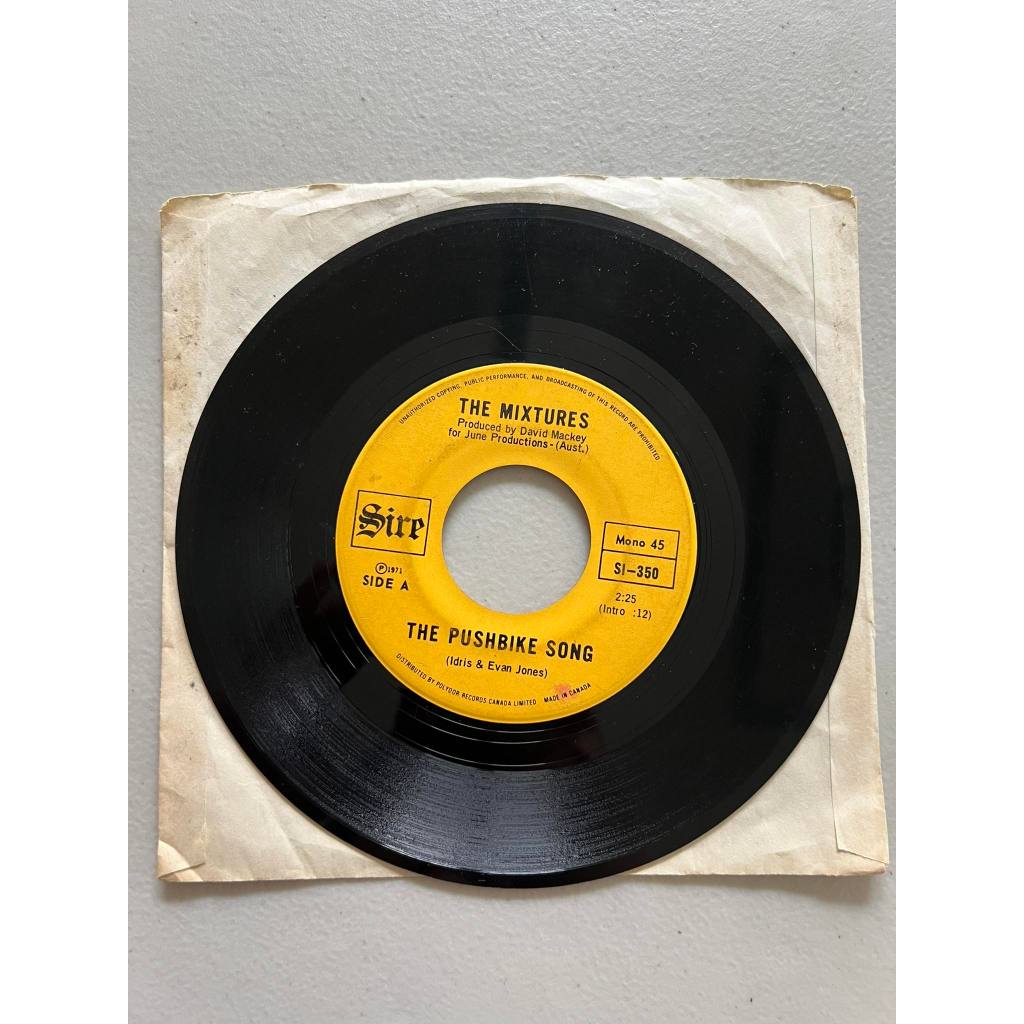 UNAUTHORIZED COPYING, PUBLIC PERFORMANCE, AND BROADCASTING OF THIS RECORD ARE PROHIBITED
THE MIXTURES
Produced by David Mackey
for June Productions-(Aust.)
Sire
Ⓟ1971
SIDE A
Mono 45
SI-350
2:25
(Intro :12)
THE PUSHBIKE SONG
(Idris & Evan Jones)
DISTRIBUTED BY POLYDOR RECORDS CANADA LIMITED MADE IN CANADA